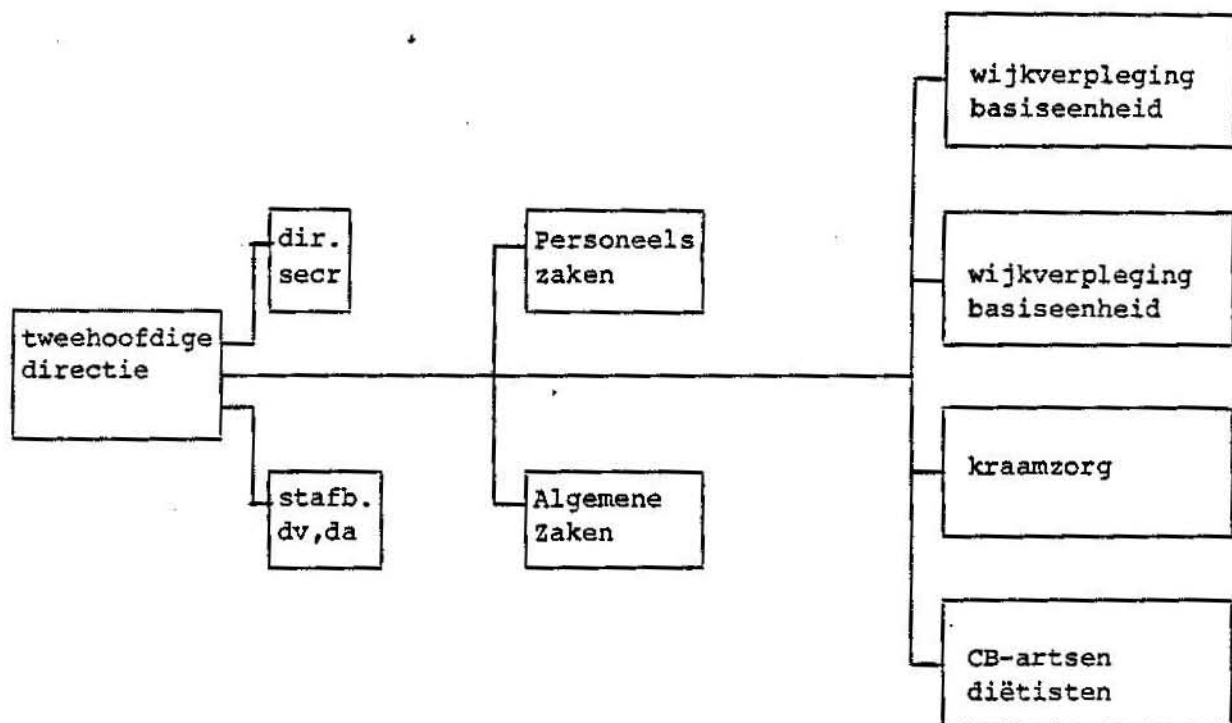 tweehoofdige
directie
dir.
secr
stafb.
dv,da
Personeels
zaken
Algemene
Zaken
wijkverpleging
basiseenheid
wijkverpleging
basiseenheid
kraamzorg
CB-artsen
diëtisten